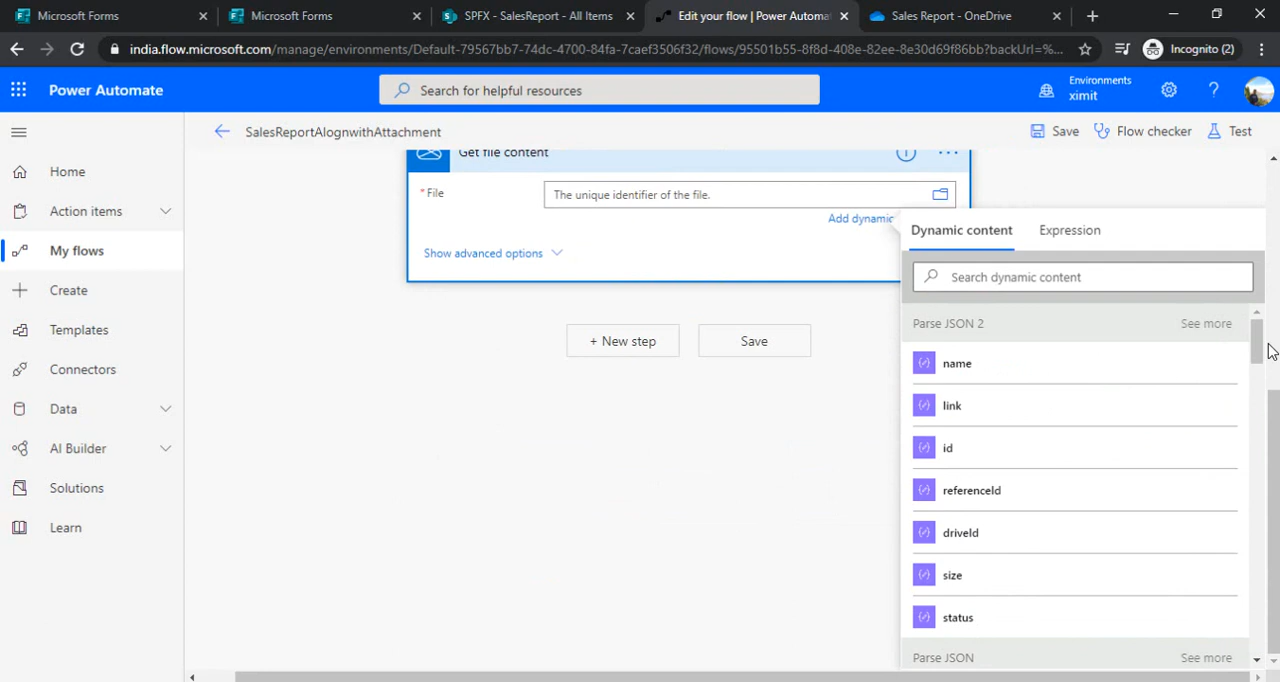 Microsoft Forms
Microsoft Forms
SPFX - SalesReport - All Items
Edit your flow | Power Automat
Sales Report - OneDrive
india.flow.microsoft.com/manage/environments/Default-79567bb7-74dc-4700-84fa-7caef3506f32/flows/95501b55-8f8d-408e-82ee-8e30d69f86bb?backUrl=%...
Incognito (2)
Power Automate
Search for helpful resources
Environments
ximit
?
SalesReportAlognwithAttachment
Save
Flow checker
Test
Home
Action items
My flows
Create
Templates
Connectors
Data
AI Builder
Solutions
Learn
Get file content
* File
The unique identifier of the file.
Add dynamic
Show advanced options
+ New step
Save
Dynamic content
Expression
Search dynamic content
Parse JSON 2
See more
name
link
id
referenceId
driveId
size
status
Parse JSON
See more